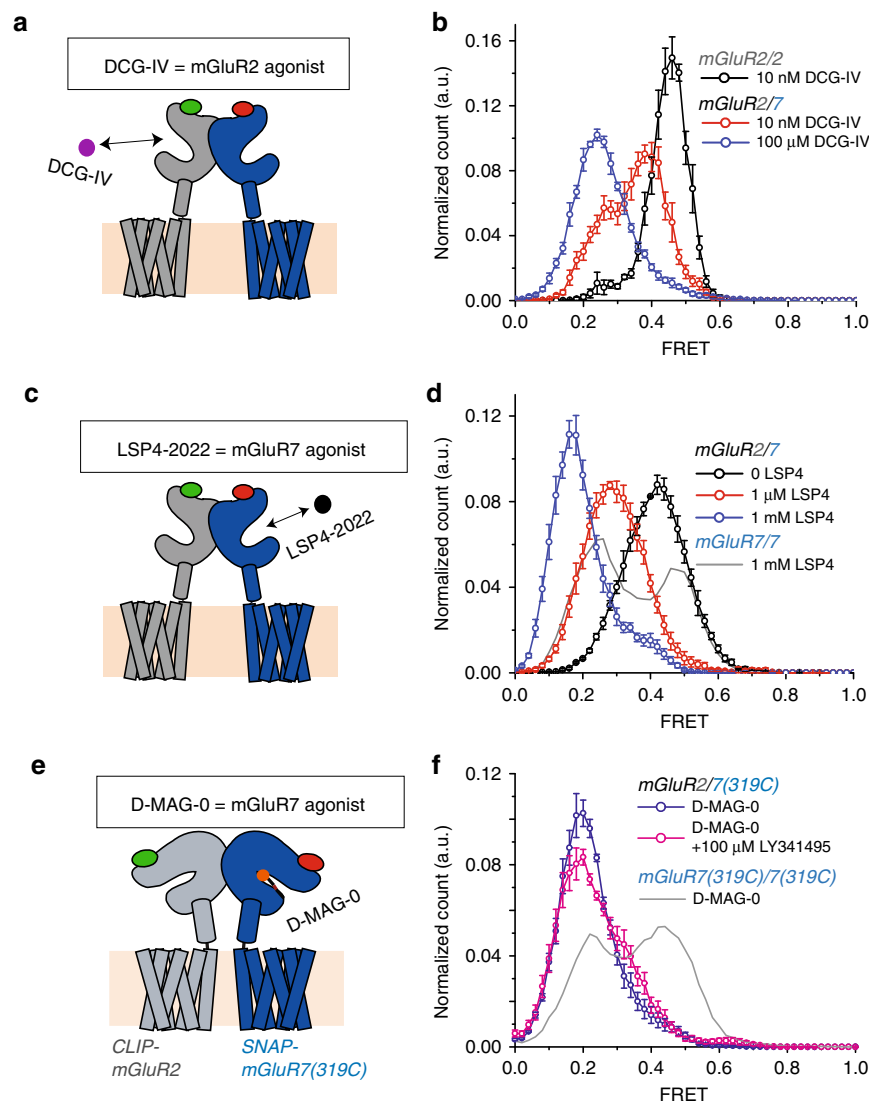 a
DCG-IV = mGluR2 agonist
DCG-IV
b
Normalized count (a.u.)
0.16
0.12
0.08
0.04
0.00
0.0 0.2 0.4 0.6 0.8 1.0
FRET
mGluR2/2
10 nM DCG-IV
mGluR2/7
10 nM DCG-IV
100 μM DCG-IV
c
LSP4-2022 = mGluR7 agonist
LSP4-2022
d
Normalized count (a.u.)
0.12
0.08
0.04
0.00
0.0 0.2 0.4 0.6 0.8 1.0
FRET
mGluR2/7
0 LSP4
1 μM LSP4
1 mM LSP4
mGluR7/7
1 mM LSP4
e
D-MAG-0 = mGluR7 agonist
D-MAG-0
CLIP-
mGluR2
SNAP-
mGluR7(319C)
f
Normalized count (a.u.)
0.12
0.08
0.04
0.00
0.0 0.2 0.4 0.6 0.8 1.0
FRET
mGluR2/7(319C)
D-MAG-0
D-MAG-0
+100 μM LY341495
mGluR7(319C)/7(319C)
D-MAG-0